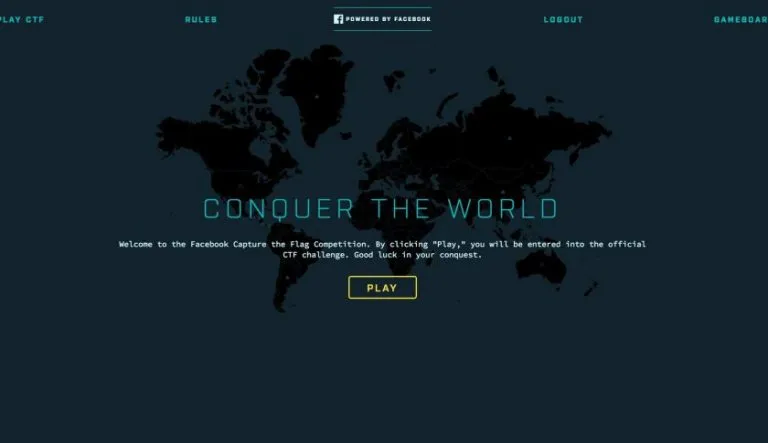 PLAY CTF
RULES
POWERED BY FACEBOOK
LOGOUT
GAMEBOAR
CONQUER THE WORLD
Welcome to the Facebook Capture the Flag Competition. By clicking "Play," you will be entered into the official
CTF challenge. Good luck in your conquest.
PLAY